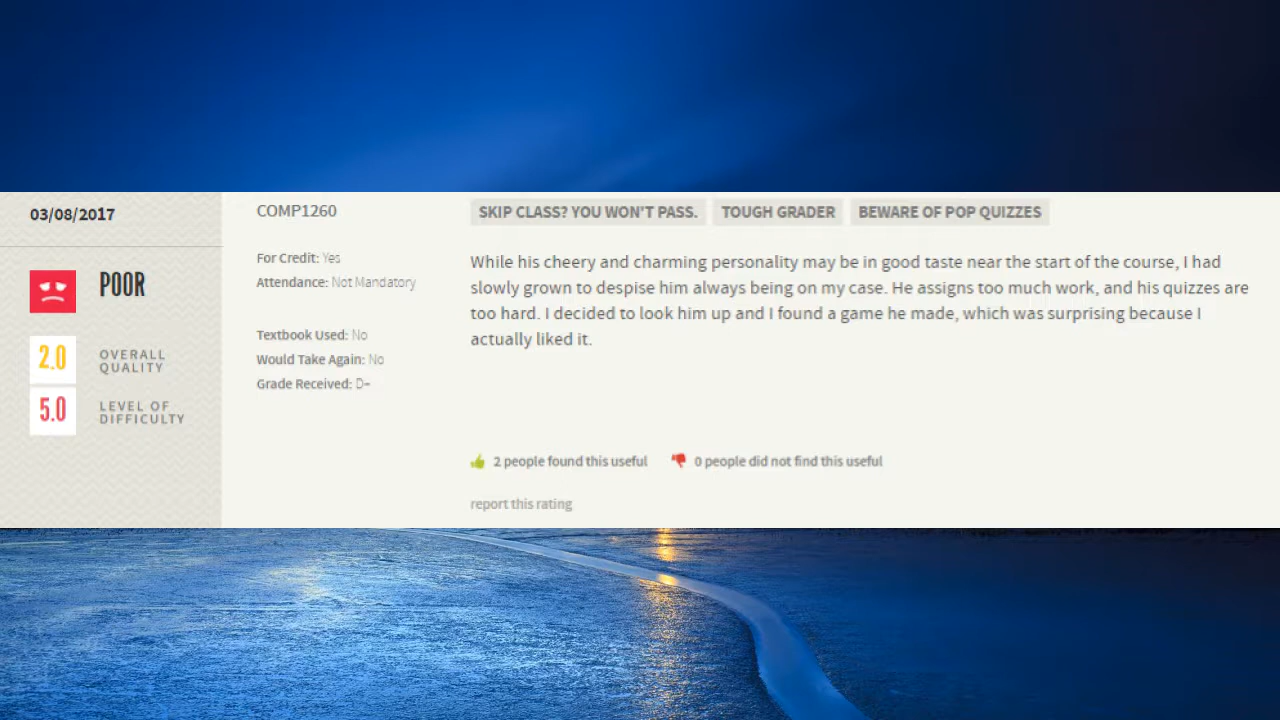 03/08/2017
POOR
2.0 OVERALL
QUALITY
5.0 LEVEL OF
DIFFICULTY
COMP1260
For Credit: Yes
Attendance: Not Mandatory
Textbook Used: No
Would Take Again: No
Grade Received: D-
SKIP CLASS? YOU WON'T PASS. TOUGH GRADER BEWARE OF POP QUIZZES
While his cheery and charming personality may be in good taste near the start of the course, I had
slowly grown to despise him always being on my case. He assigns too much work, and his quizzes are
too hard. I decided to look him up and I found a game he made, which was surprising because I
actually liked it.
2 people found this useful 0 people did not find this useful
report this rating